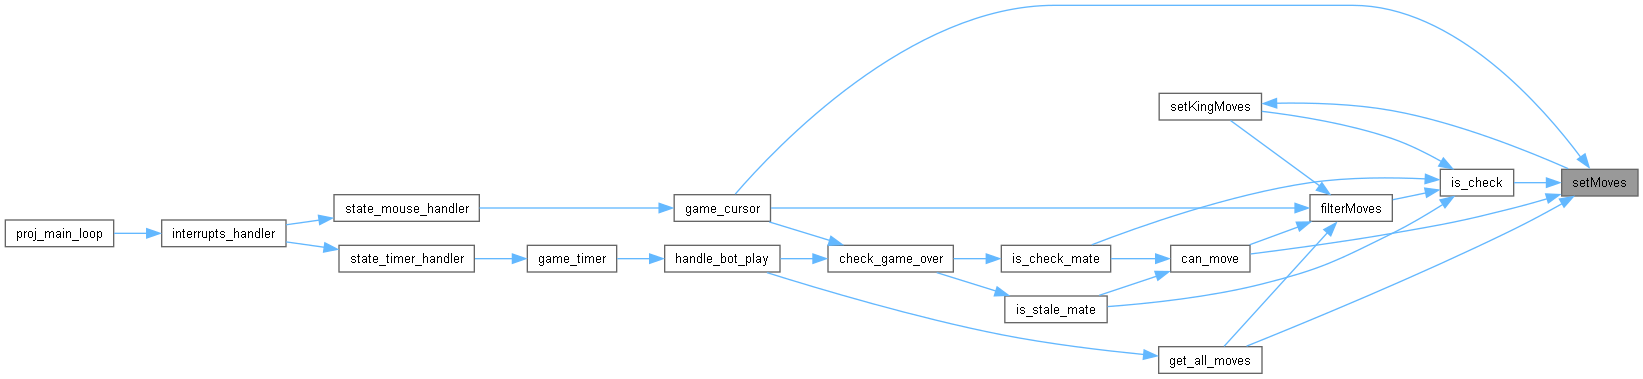 proj_main_loop
interrupts_handler
state_mouse_handler
state_timer_handler
game_timer
game_cursor
handle_bot_play
check_game_over
is_check_mate
is_stale_mate
setKingMoves
can_move
get_all_moves
filterMoves
is_check
setMoves